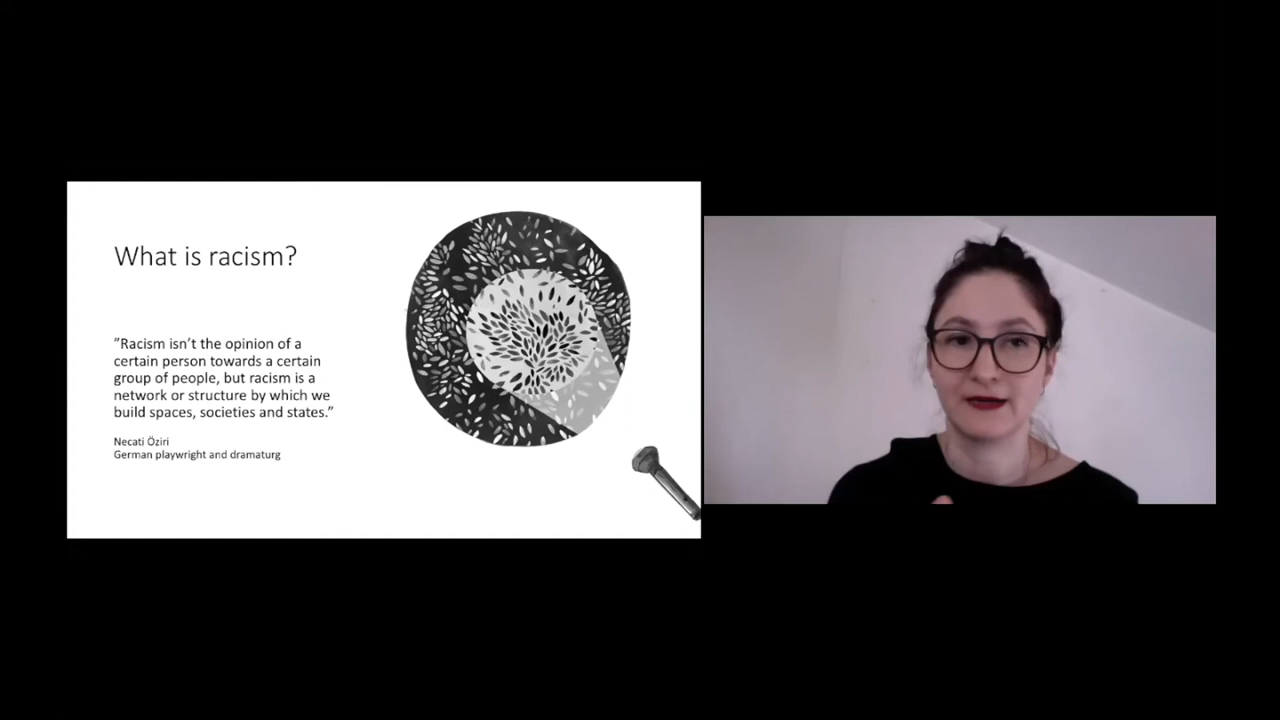 What is racism?
”Racism isn’t the opinion of a
certain person towards a certain
group of people, but racism is a
network or structure by which we
build spaces, societies and states.”
Necati Öziri
German playwright and dramaturg